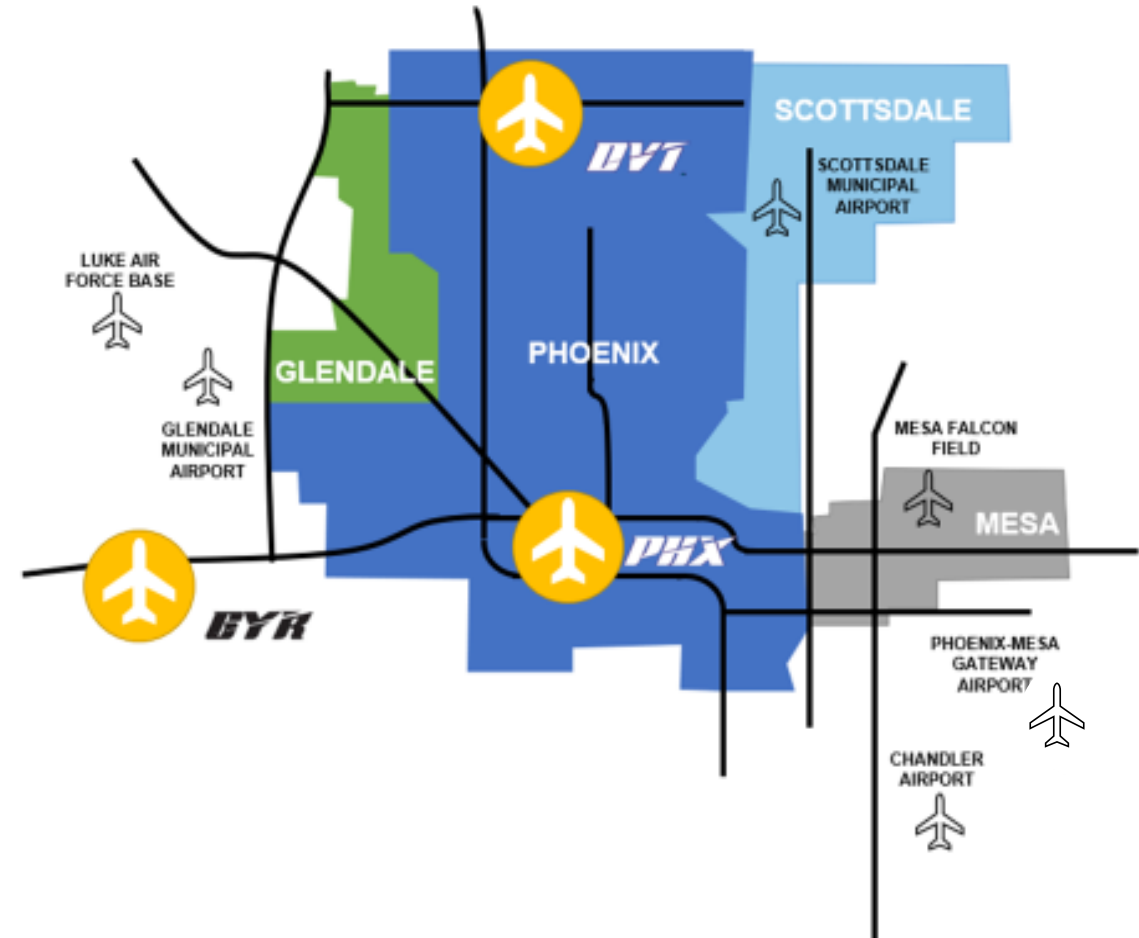 SCOTTSDALE
DVT
SCOTTSDALE
MUNICIPAL
AIRPORT
LUKE AIR
FORCE BASE
PHOENIX
GLENDALE
GLENDALE
MUNICIPAL
AIRPORT
MESA FALCON
FIELD
MESA
PHX
GYR
PHOENIX-MESA
GATEWAY
AIRPORT
CHANDLER
AIRPORT